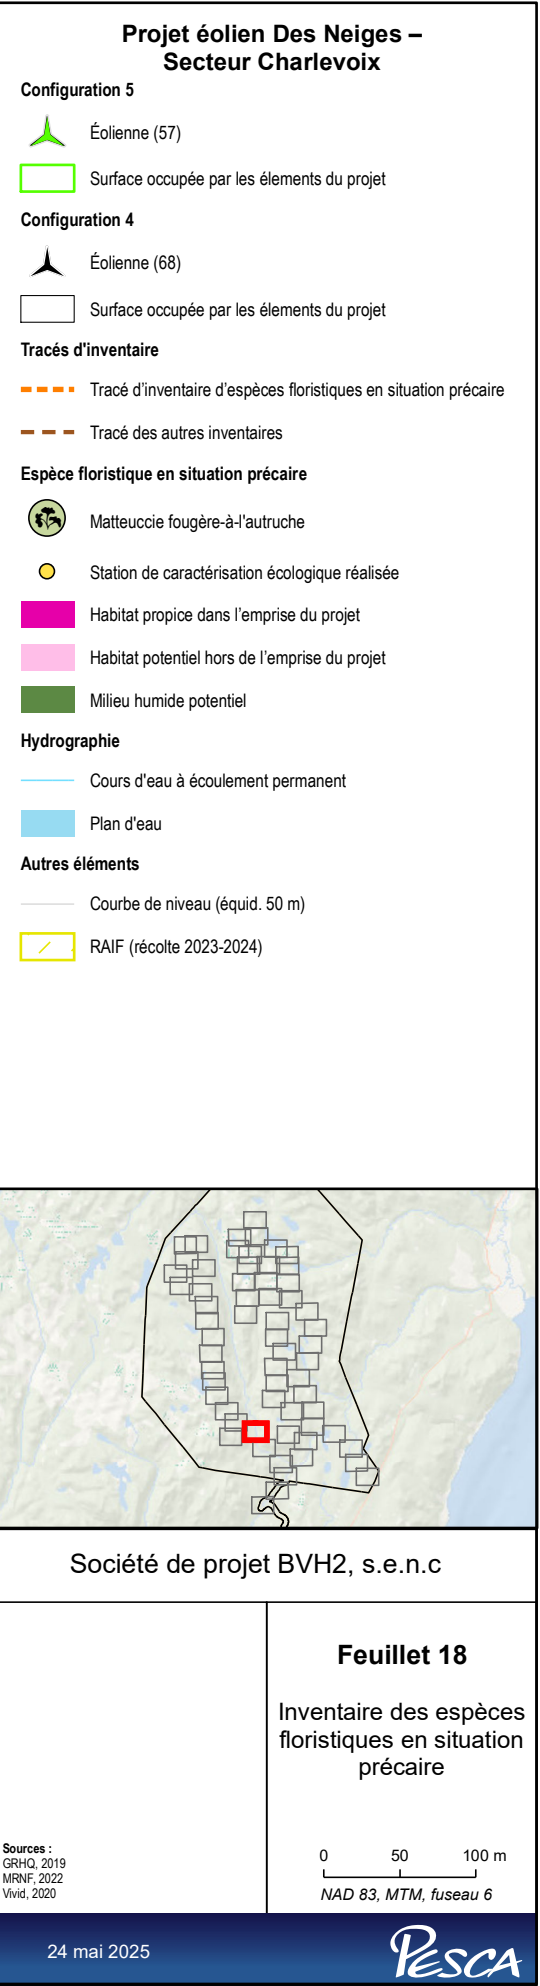 Projet éolien Des Neiges –
Secteur Charlevoix
Configuration 5
Éolienne (57)
Surface occupée par les élements du projet
Configuration 4
Éolienne (68)
Surface occupée par les élements du projet
Tracés d'inventaire
Tracé d’inventaire d’espèces floristiques en situation précaire
Tracé des autres inventaires
Espèce floristique en situation précaire
Matteuccie fougère-à-l'autruche
Station de caractérisation écologique réalisée
Habitat propice dans l’emprise du projet
Habitat potentiel hors de l’emprise du projet
Milieu humide potentiel
Hydrographie
Cours d'eau à écoulement permanent
Plan d'eau
Autres éléments
Courbe de niveau (équid. 50 m)
RAIF (récolte 2023-2024)
Société de projet BVH2, s.e.n.c
Feuillet 18
Inventaire des espèces
floristiques en situation
précaire
Sources :
GRHQ, 2019
MRNF, 2022
Vivid, 2020
0 50 100 m
NAD 83, MTM, fuseau 6
24 mai 2025
PESCA